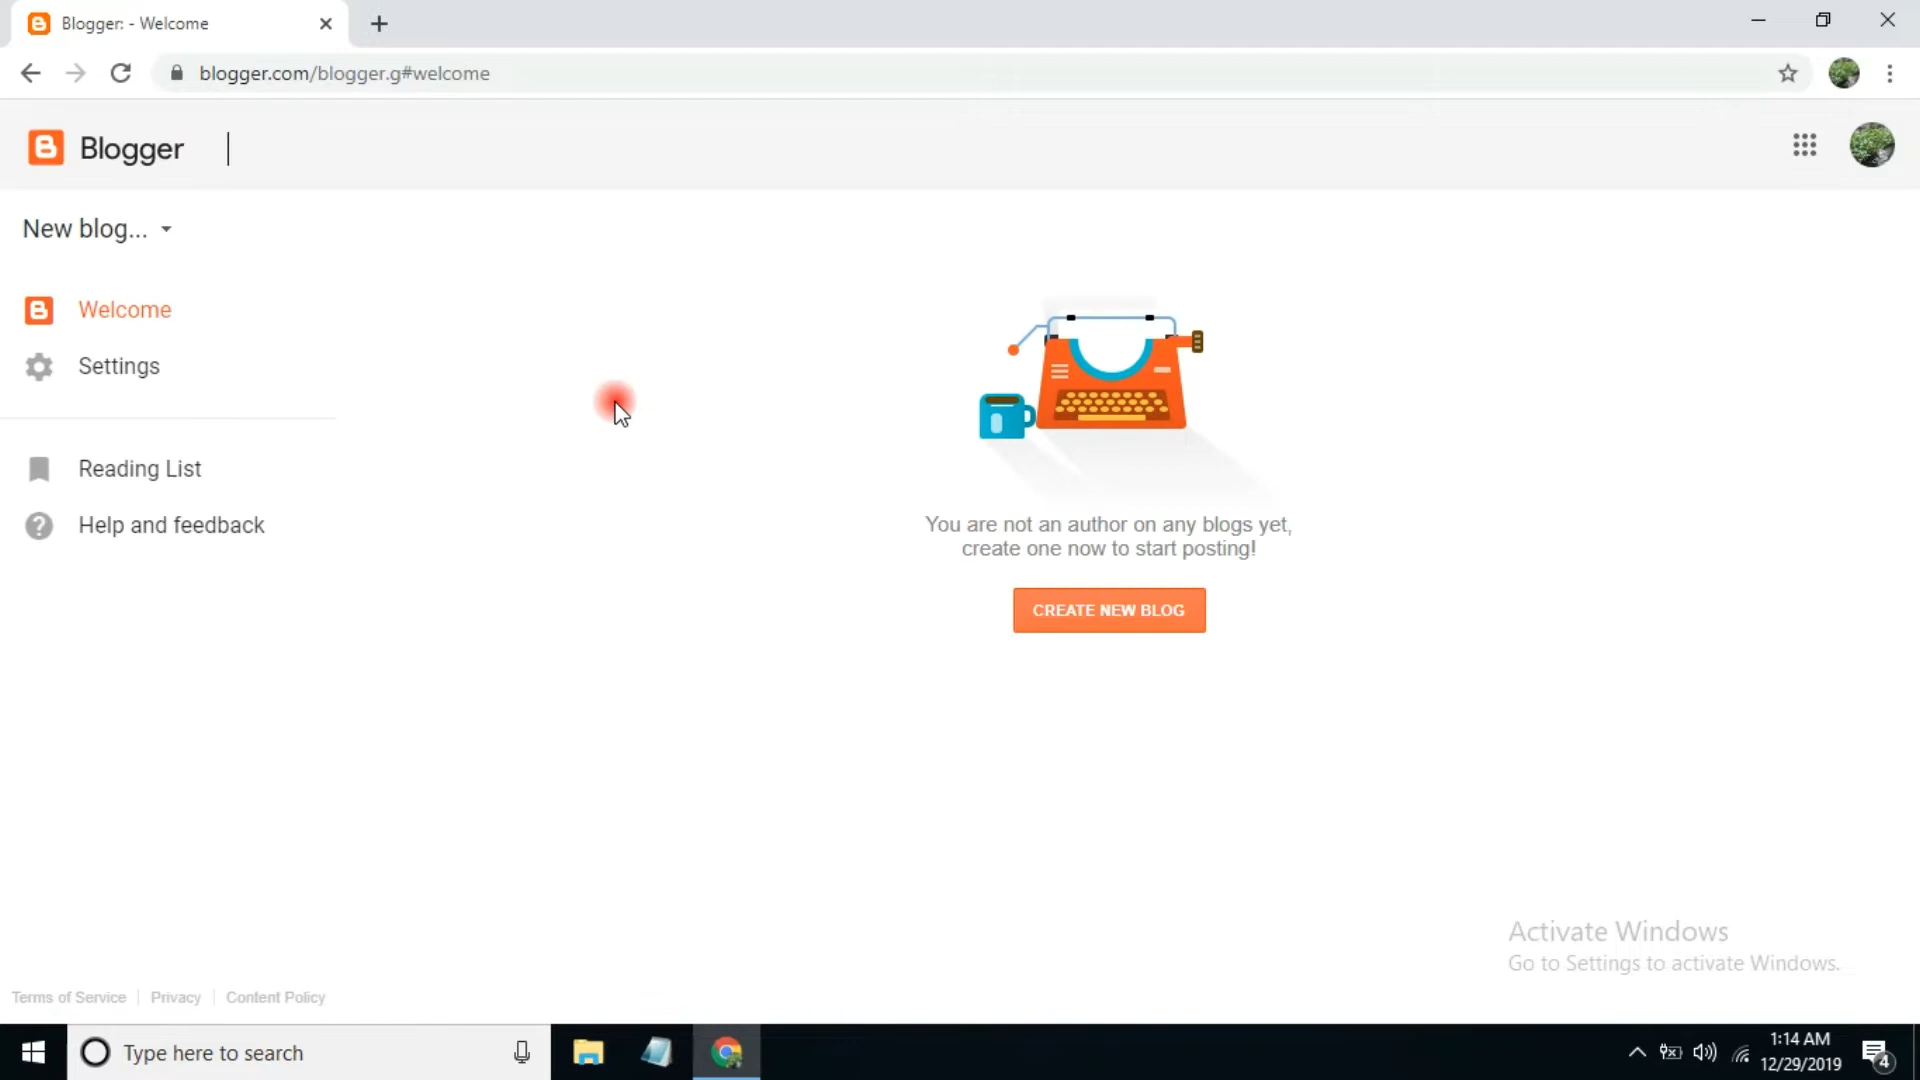 Blogger: - Welcome
blogger.com/blogger.g#welcome
Blogger
New blog...
Welcome
Settings
Reading List
Help and feedback
You are not an author on any blogs yet,
create one now to start posting!
CREATE NEW BLOG
Activate Windows
Go to Settings to activate Windows.
Terms of Service
Privacy
Content Policy
Type here to search
1:14 AM
12/29/2019
4